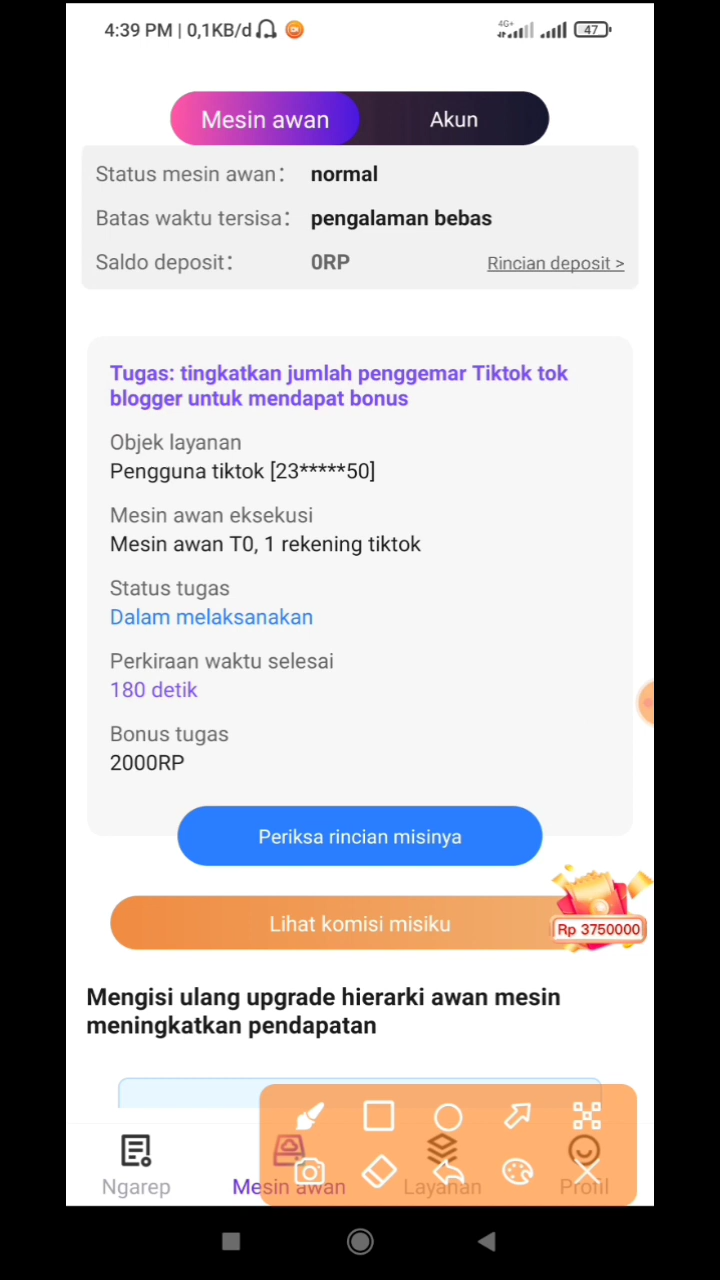 4:39 PM | 0,1KB/d
4G+
47
Mesin awan
Akun
Status mesin awan: normal
Batas waktu tersisa: pengalaman bebas
Saldo deposit: 0RP
Rincian deposit >
Tugas: tingkatkan jumlah penggemar Tiktok tok
blogger untuk mendapat bonus
Objek layanan
Pengguna tiktok [23*****50]
Mesin awan eksekusi
Mesin awan T0, 1 rekening tiktok
Status tugas
Dalam melaksanakan
Perkiraan waktu selesai
180 detik
Bonus tugas
2000RP
Periksa rincian misinya
Lihat komisi misiku
Rp 3750000
Mengisi ulang upgrade hierarki awan mesin
meningkatkan pendapatan
Ngarep
Mesin awan
Layanan
Profil